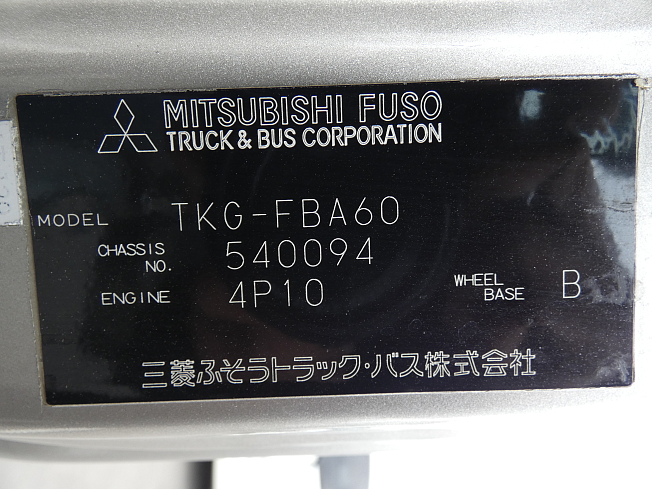 MITSUBISHI FUSO
TRUCK & BUS CORPORATION
MODEL TKG-FBA60
CHASSIS NO. 540094
ENGINE 4P10
WHEEL BASE B
三菱ふそうトラック・バス株式会社